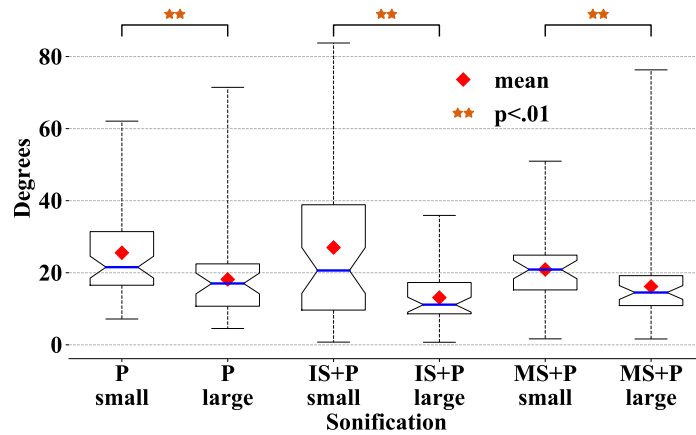 80
60
40
20
0
Degrees
mean
p<.01
P small
P large
IS+P small
IS+P large
MS+P small
MS+P large
Sonification